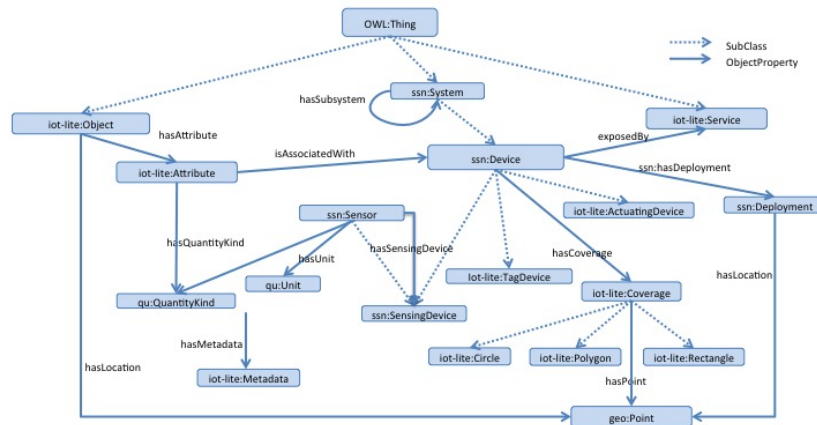 OWL:Thing
SubClass
ObjectProperty
hasSubsystem
ssn:System
iot-lite:Object
iot-lite:Service
hasAttribute
exposedBy
isAssociatedWith
ssn:Device
iot-lite:Attribute
ssn:hasDeployment
ssn:Sensor
iot-lite:ActuatingDevice
ssn:Deployment
hasQuantityKind
hasSensingDevice
hasUnit
hasCoverage
hasLocation
Iot-lite:TagDevice
qu:Unit
qu:QuantityKind
iot-lite:Coverage
ssn:SensingDevice
hasMetadata
iot-lite:Circle
iot-lite:Polygon
iot-lite:Rectangle
hasLocation
iot-lite:Metadata
hasPoint
geo:Point